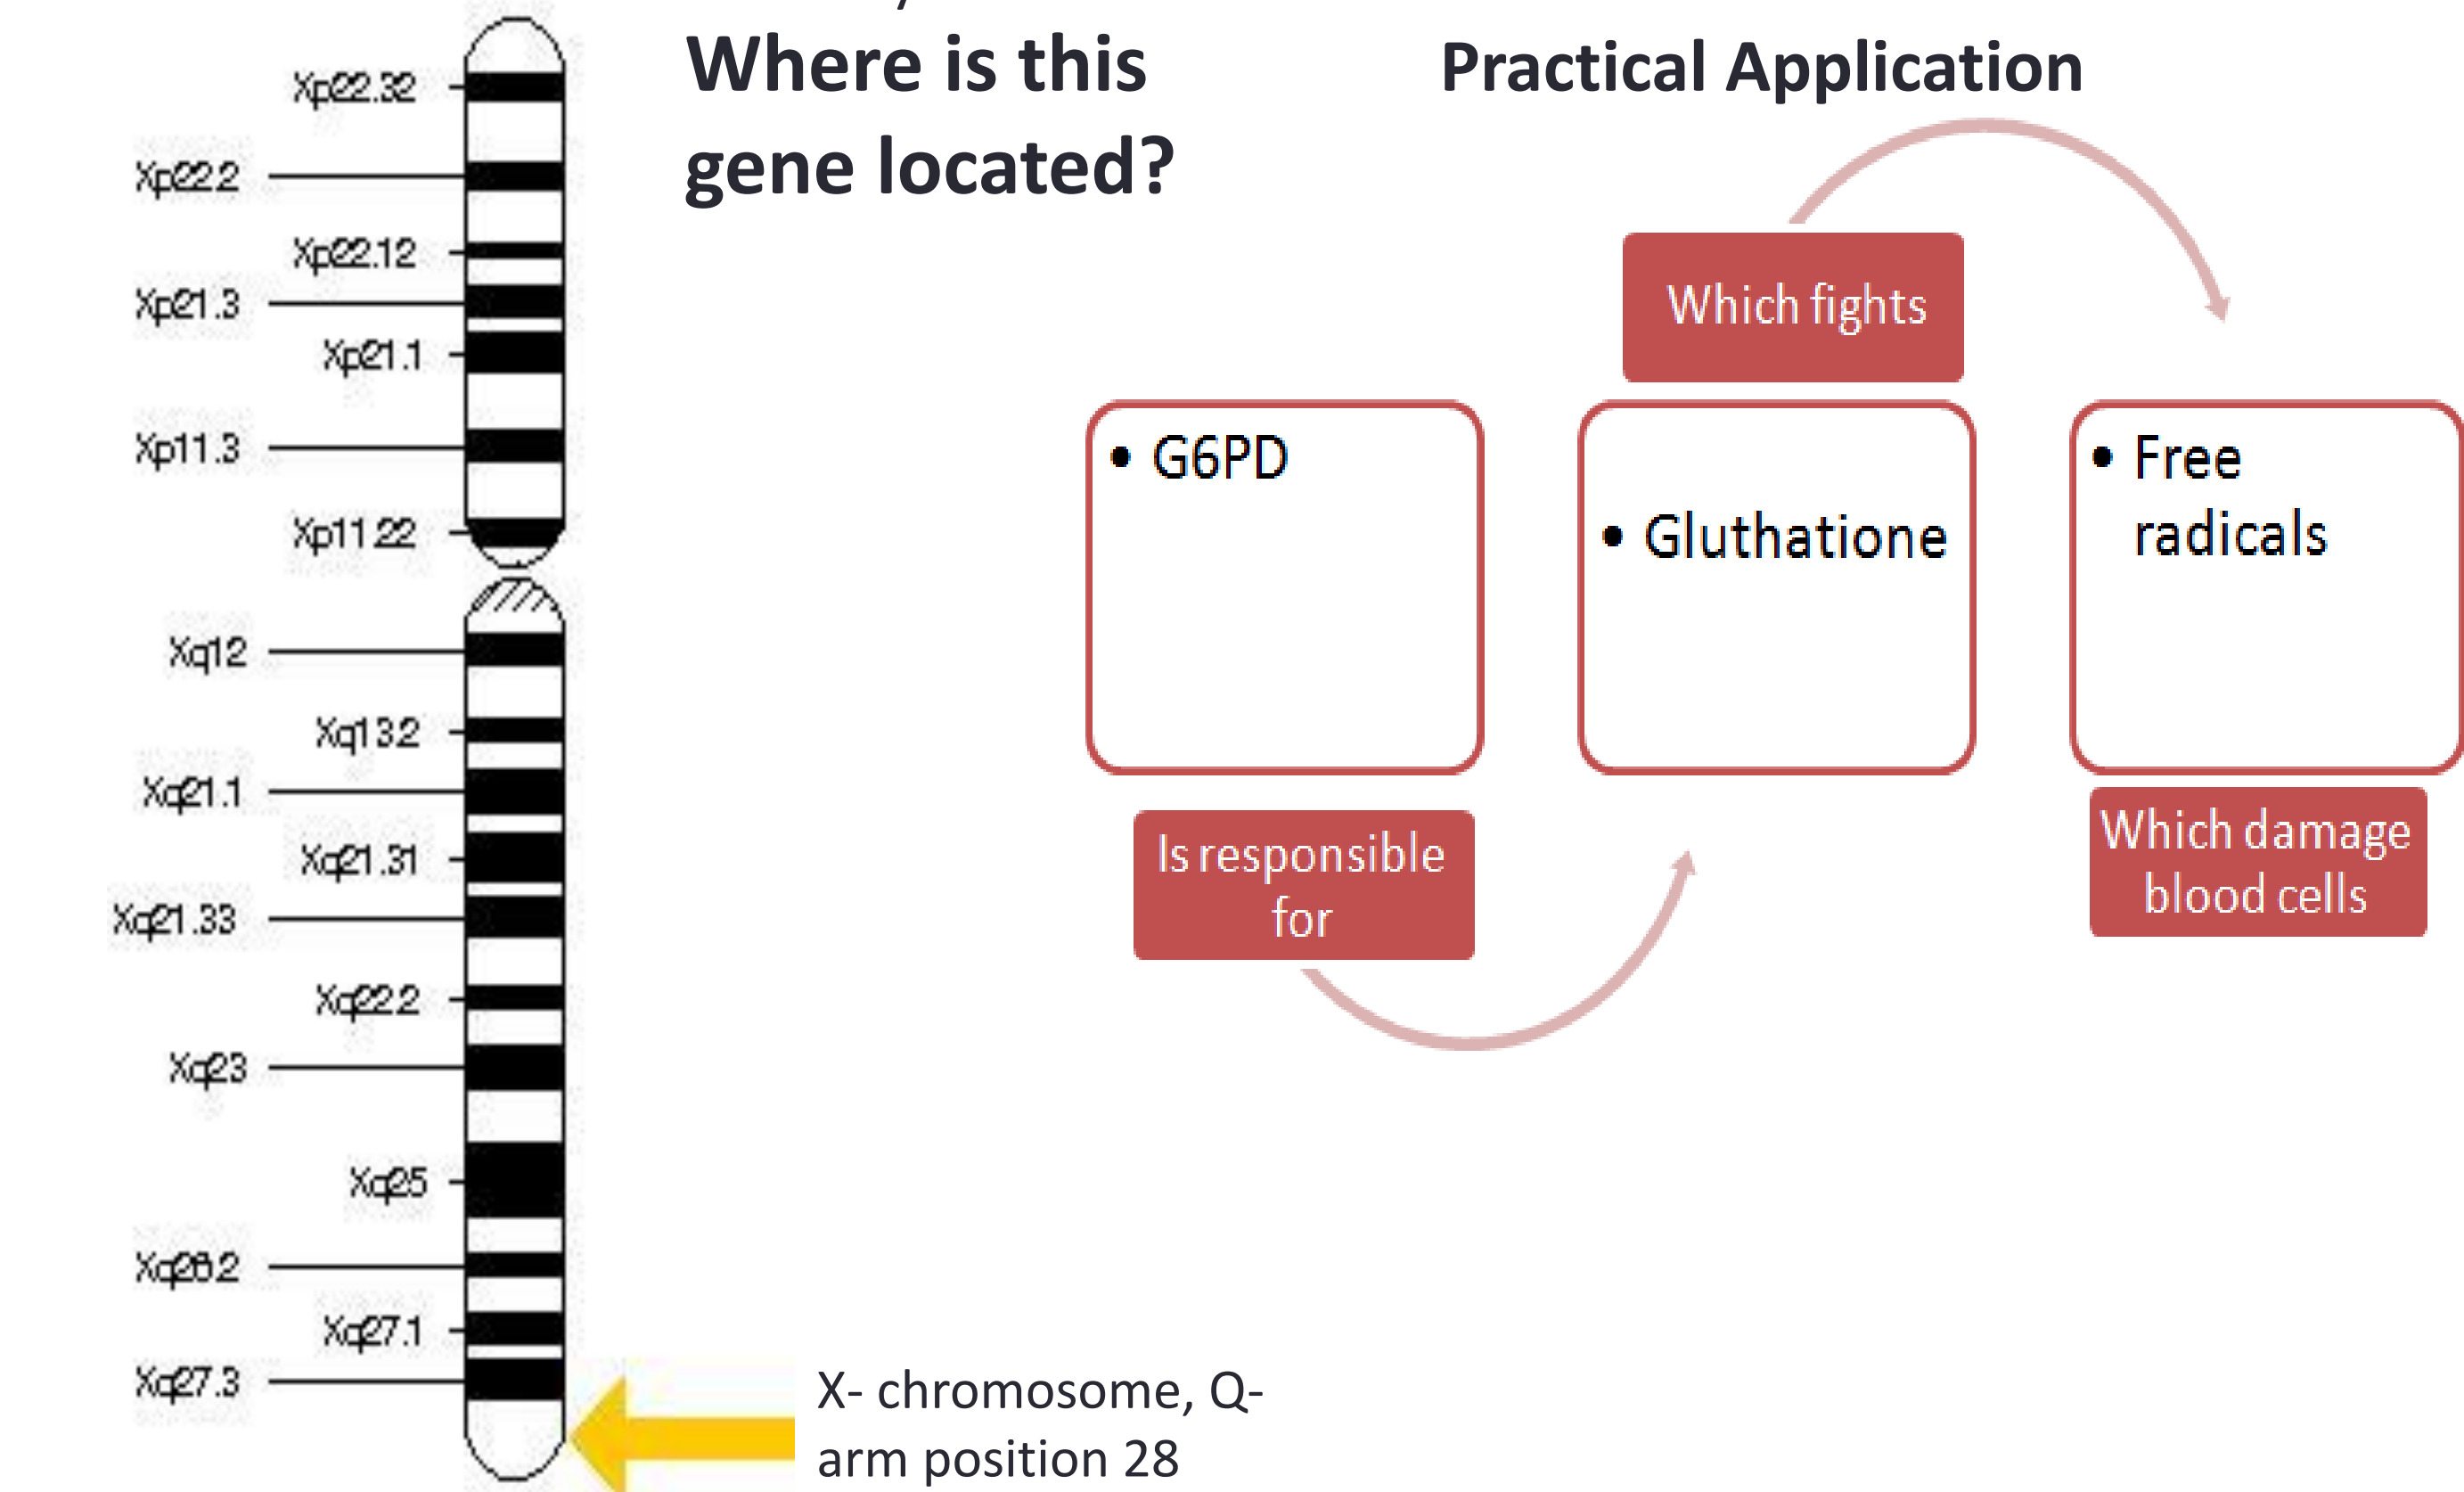 Where is this
gene located?
Practical Application
Xp22.32
Xp22.2
Xp22.12
Xp21.3
Xp21.1
Xp11.3
Xp11.22
Xq12
Xq13.2
Xq21.1
Xq21.31
Xq21.33
Xq22.2
Xq23
Xq25
Xq26.2
Xq27.1
Xq27.3
X- chromosome, Q-
arm position 28
• G6PD
Is responsible
for
Which fights
• Gluthatione
• Free
radicals
Which damage
blood cells